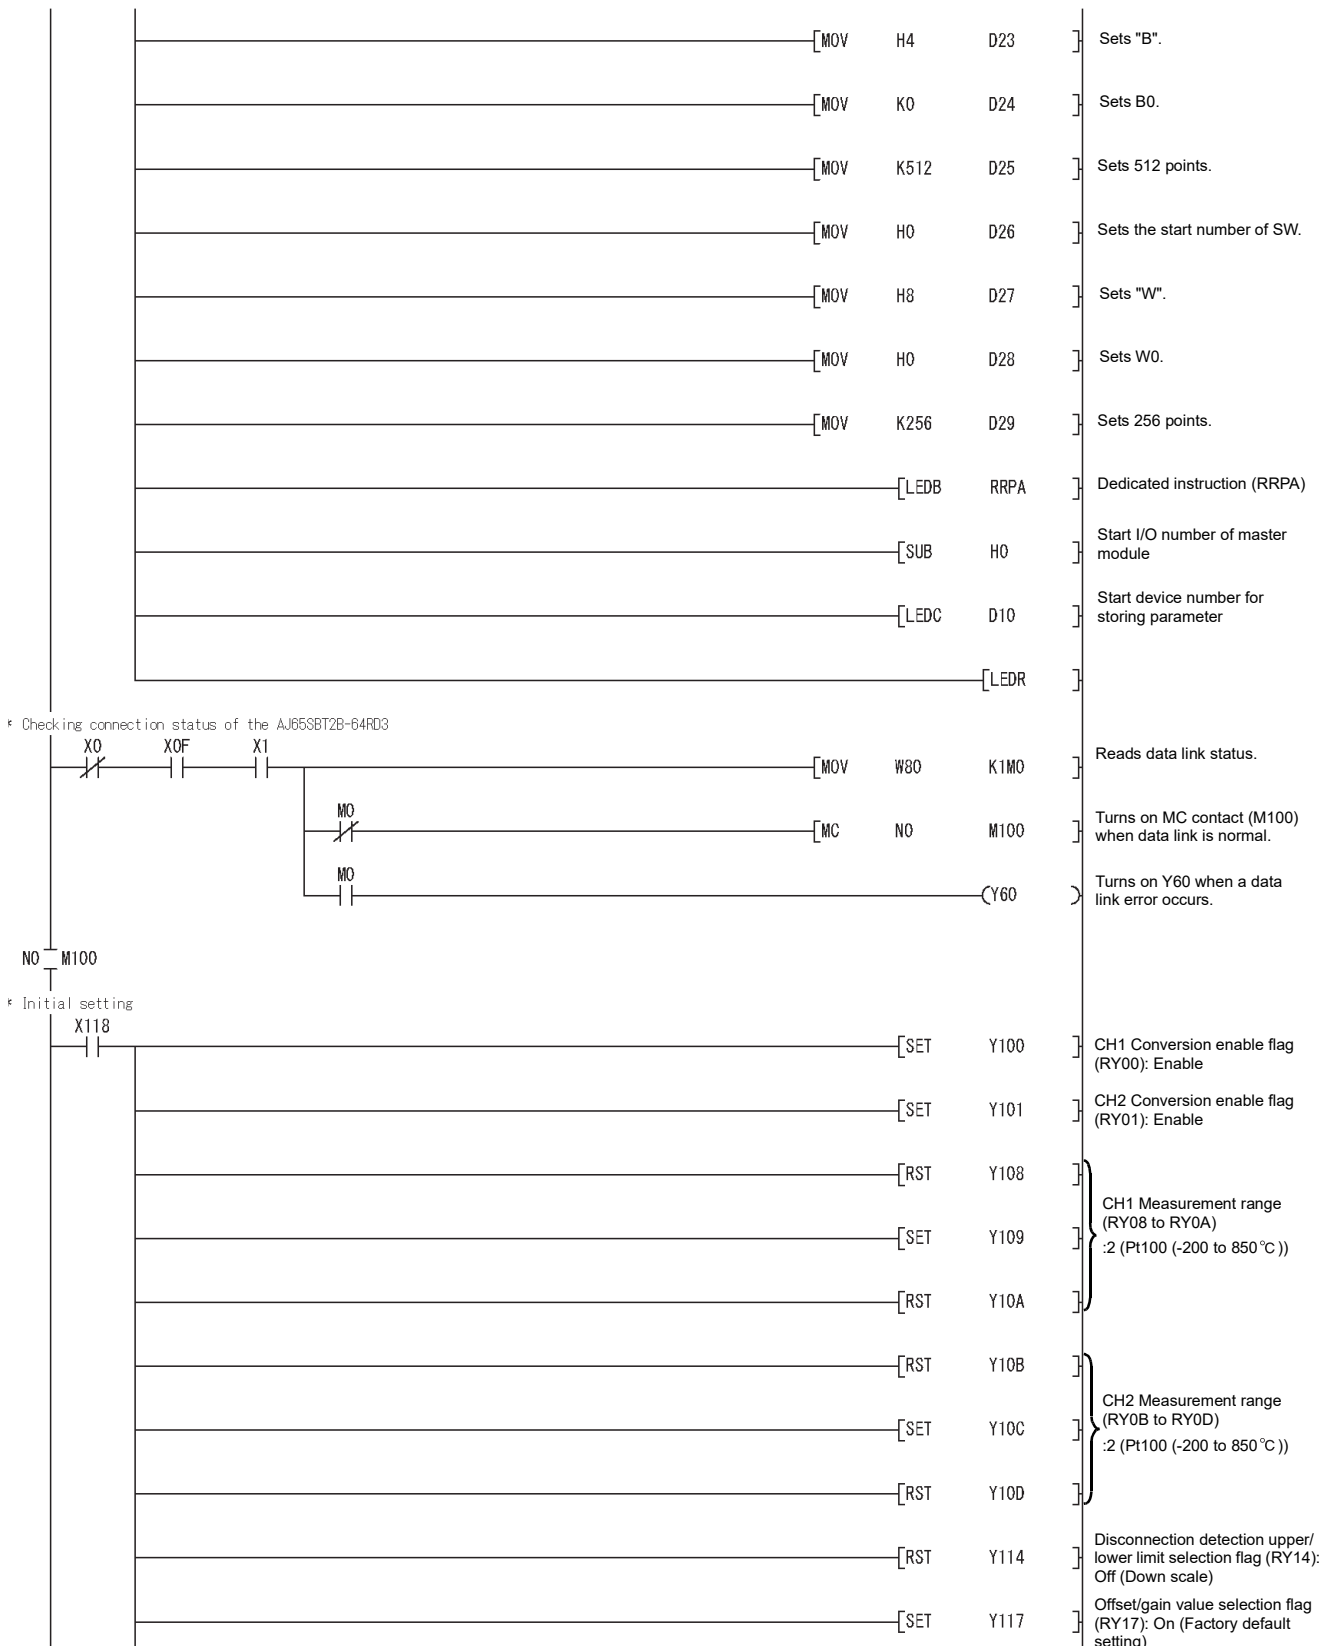 [MOV H4 D23 ] Sets "B".
[MOV K0 D24 ] Sets B0.
[MOV K512 D25 ] Sets 512 points.
[MOV H0 D26 ] Sets the start number of SW.
[MOV H8 D27 ] Sets "W".
[MOV H0 D28 ] Sets W0.
[MOV K256 D29 ] Sets 256 points.
[LEDB RRPA ] Dedicated instruction (RRPA)
[SUB H0 ] Start I/O number of master
module
[LEDC D10 ] Start device number for
storing parameter
[LEDR ]
* Checking connection status of the AJ65SBT2B-64RD3
X0 X0F X1
[MOV W80 K1M0 ] Reads data link status.
M0
[MC N0 M100 ] Turns on MC contact (M100)
when data link is normal.
M0
(Y60 ) Turns on Y60 when a data
link error occurs.
N0 M100
* Initial setting
X118
[SET Y100 ] CH1 Conversion enable flag
(RY00): Enable
[SET Y101 ] CH2 Conversion enable flag
(RY01): Enable
[RST Y108 ]
CH1 Measurement range
(RY08 to RY0A)
[SET Y109 ] :2 (Pt100 (-200 to 850℃))
[RST Y10A ]
[RST Y10B ]
CH2 Measurement range
(RY0B to RY0D)
[SET Y10C ] :2 (Pt100 (-200 to 850℃))
[RST Y10D ]
Disconnection detection upper/
[RST Y114 ] lower limit selection flag (RY14):
Off (Down scale)
Offset/gain value selection flag
[SET Y117 ] (RY17): On (Factory default
setting)